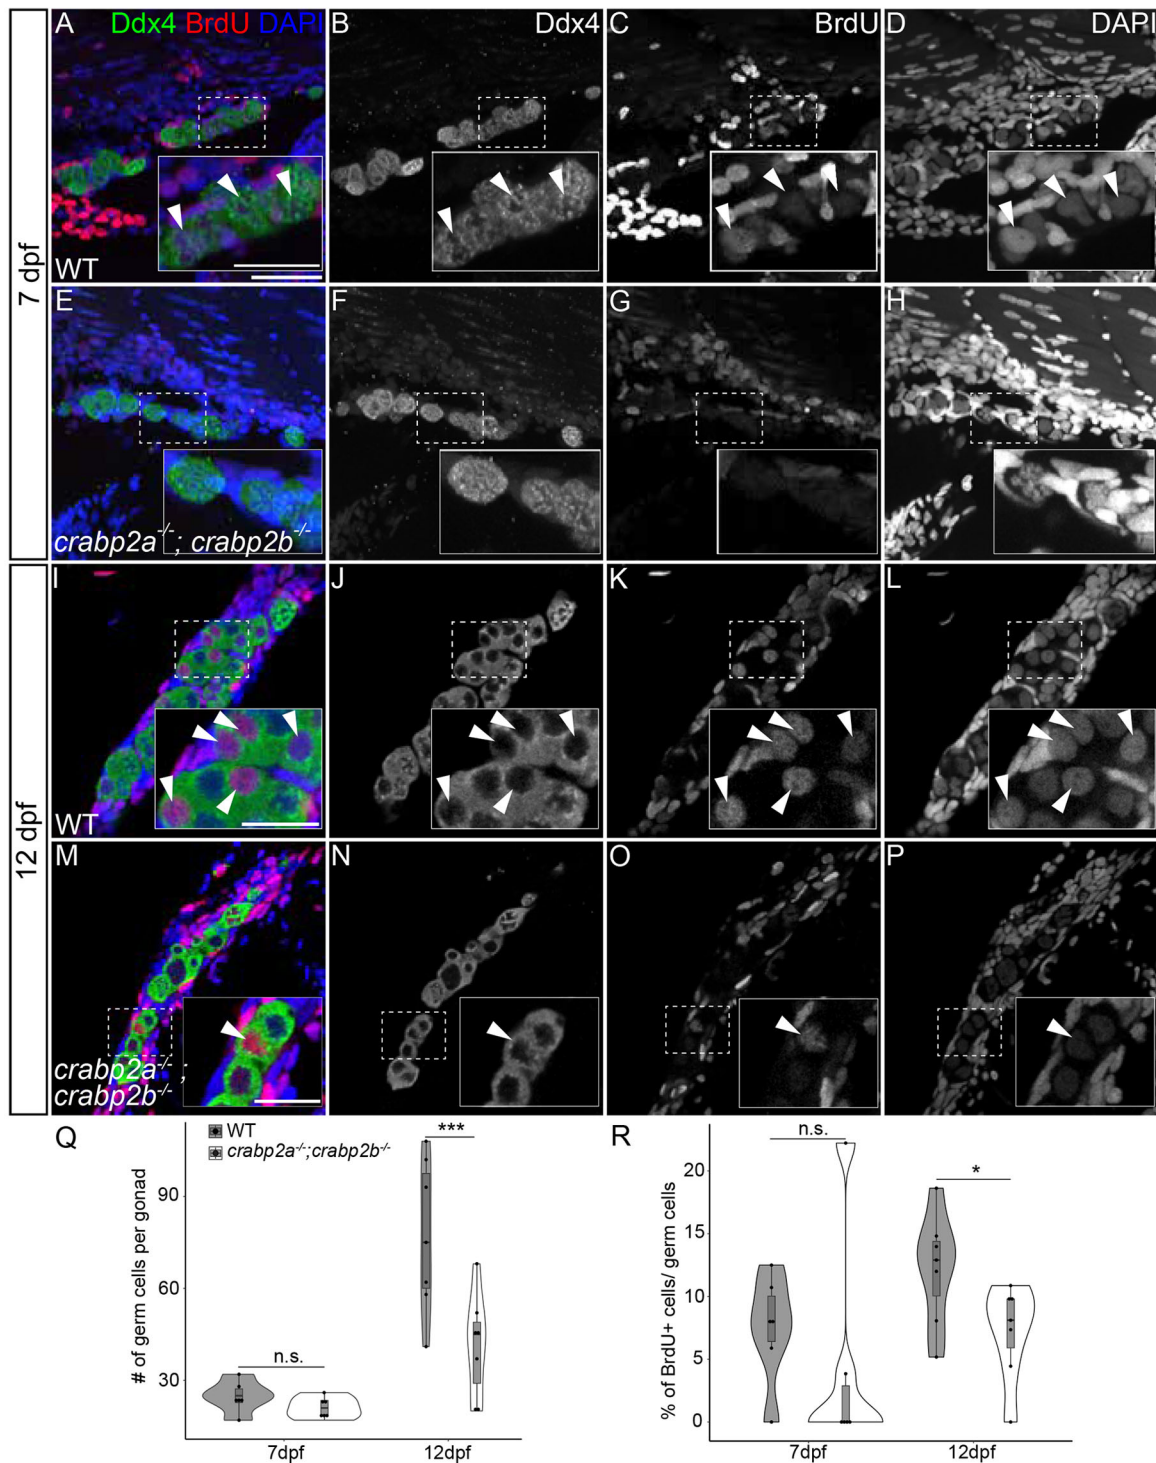 A Ddx4 BrdU DAPI
B Ddx4
C BrdU
D DAPI
7 dpf
WT
E
F
G
H
crabp2a-/-; crabp2b-/-
I
J
K
L
12 dpf
WT
M
N
O
P
crabp2a-/-;
crabp2b-/-
Q
WT
crabp2a-/-;crabp2b-/-
***
n.s.
# of germ cells per gonad
90
60
30
7dpf
12dpf
R
n.s.
*
% of BrdU+ cells/ germ cells
20
15
10
5
0
7dpf
12dpf